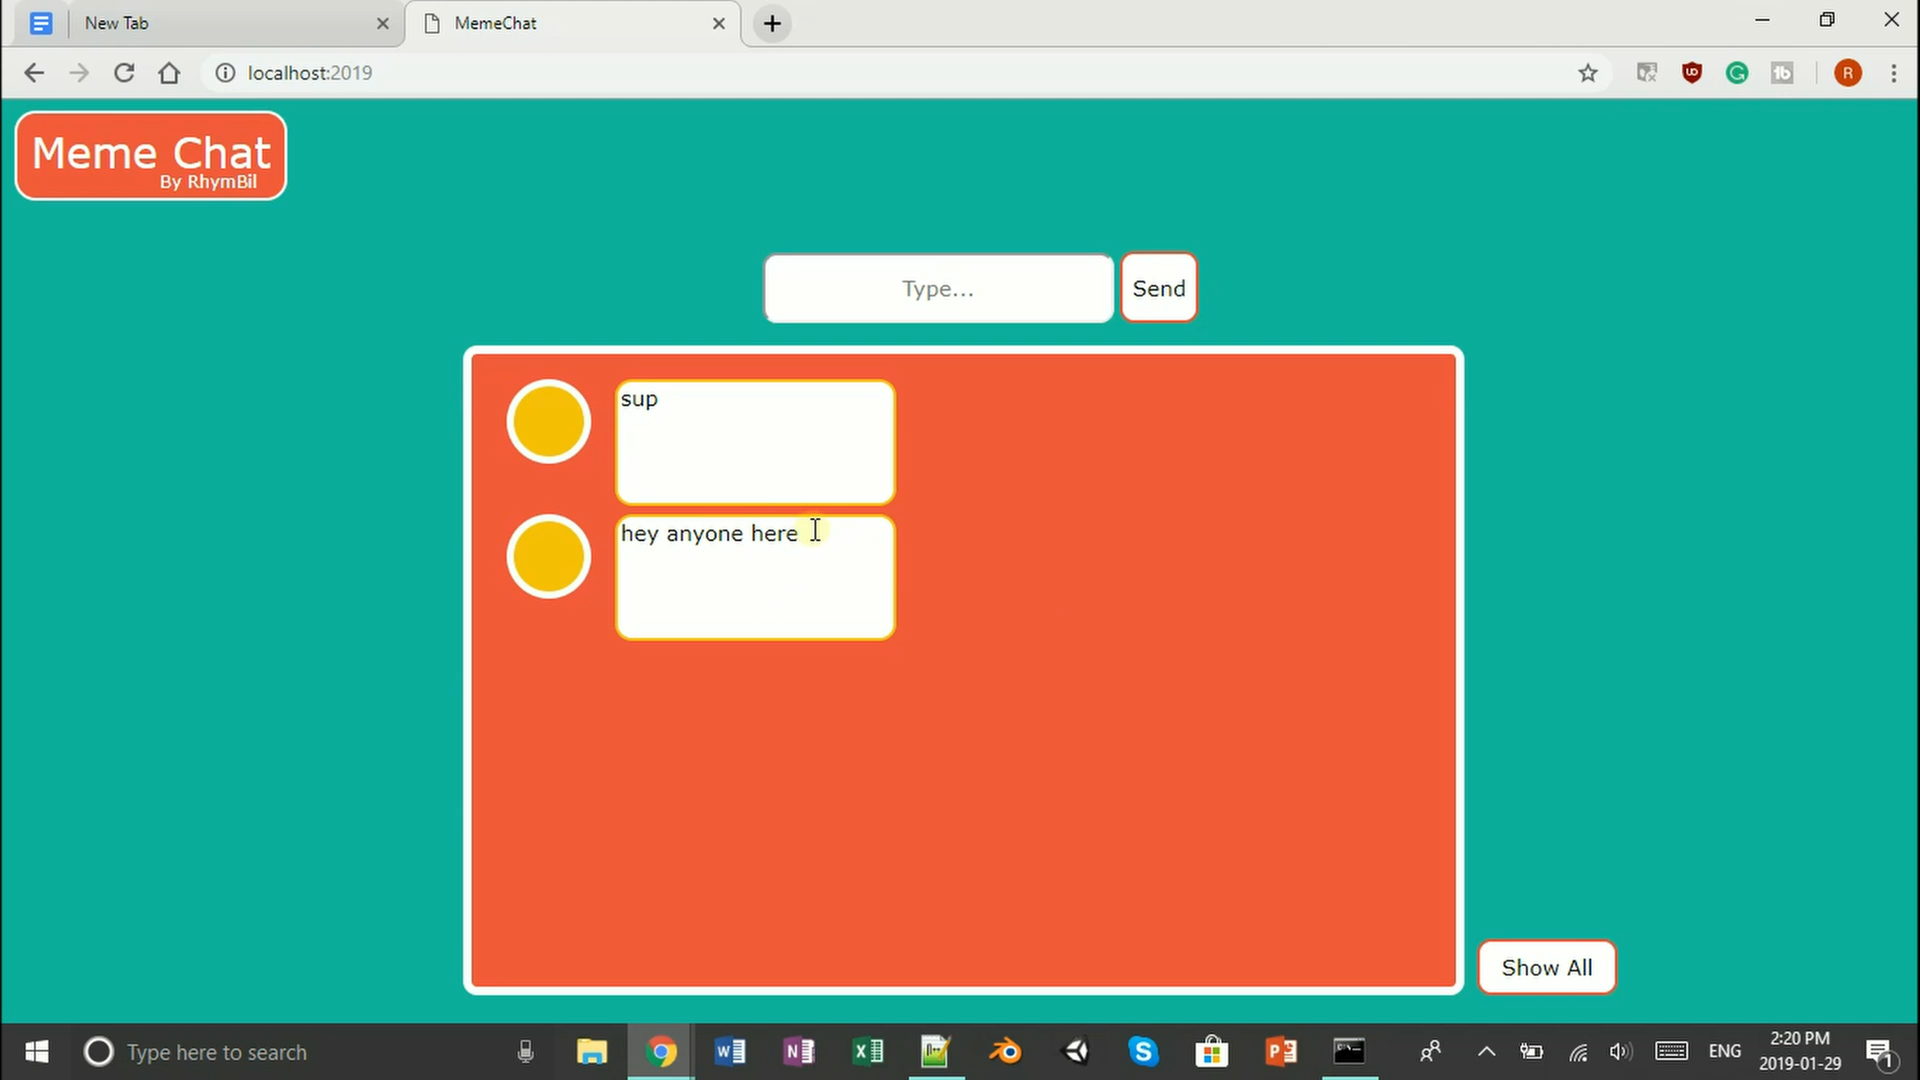 New Tab
MemeChat
localhost:2019
R
Meme Chat
By RhymBil
Type...
Send
sup
hey anyone here
Show All
Type here to search
ENG
2:20 PM
2019-01-29
1